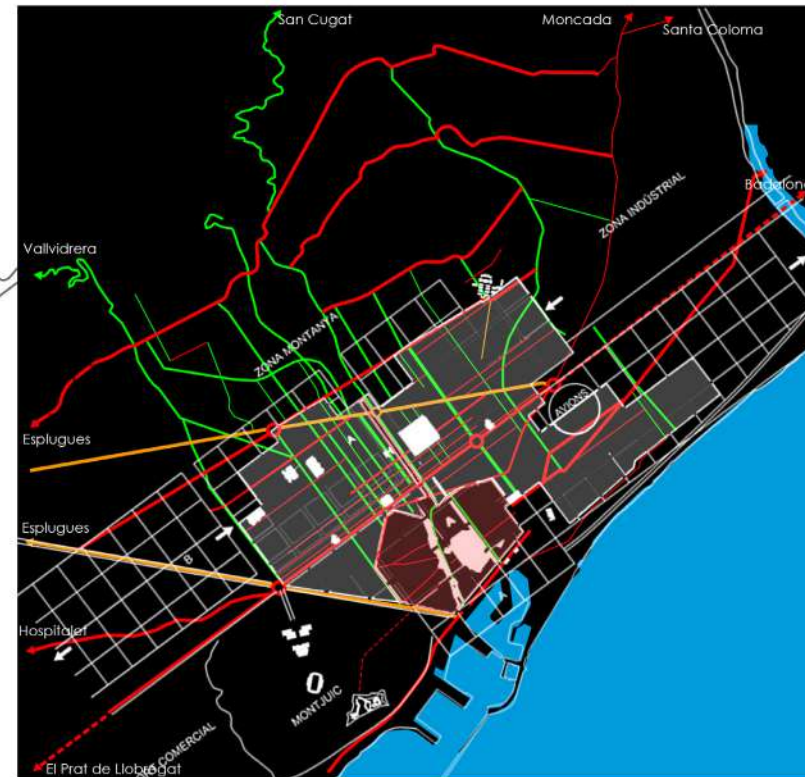 San Cugat
Moncada
Santa Coloma
Badalona
ZONA INDÚSTRIAL
Vallvidrera
ZONA MONTANYA
AVIONS
Esplugues
A
A
Esplugues
B
A
Hospitalet
MONTJUIC
COMERCIAL
El Prat de Llobregat